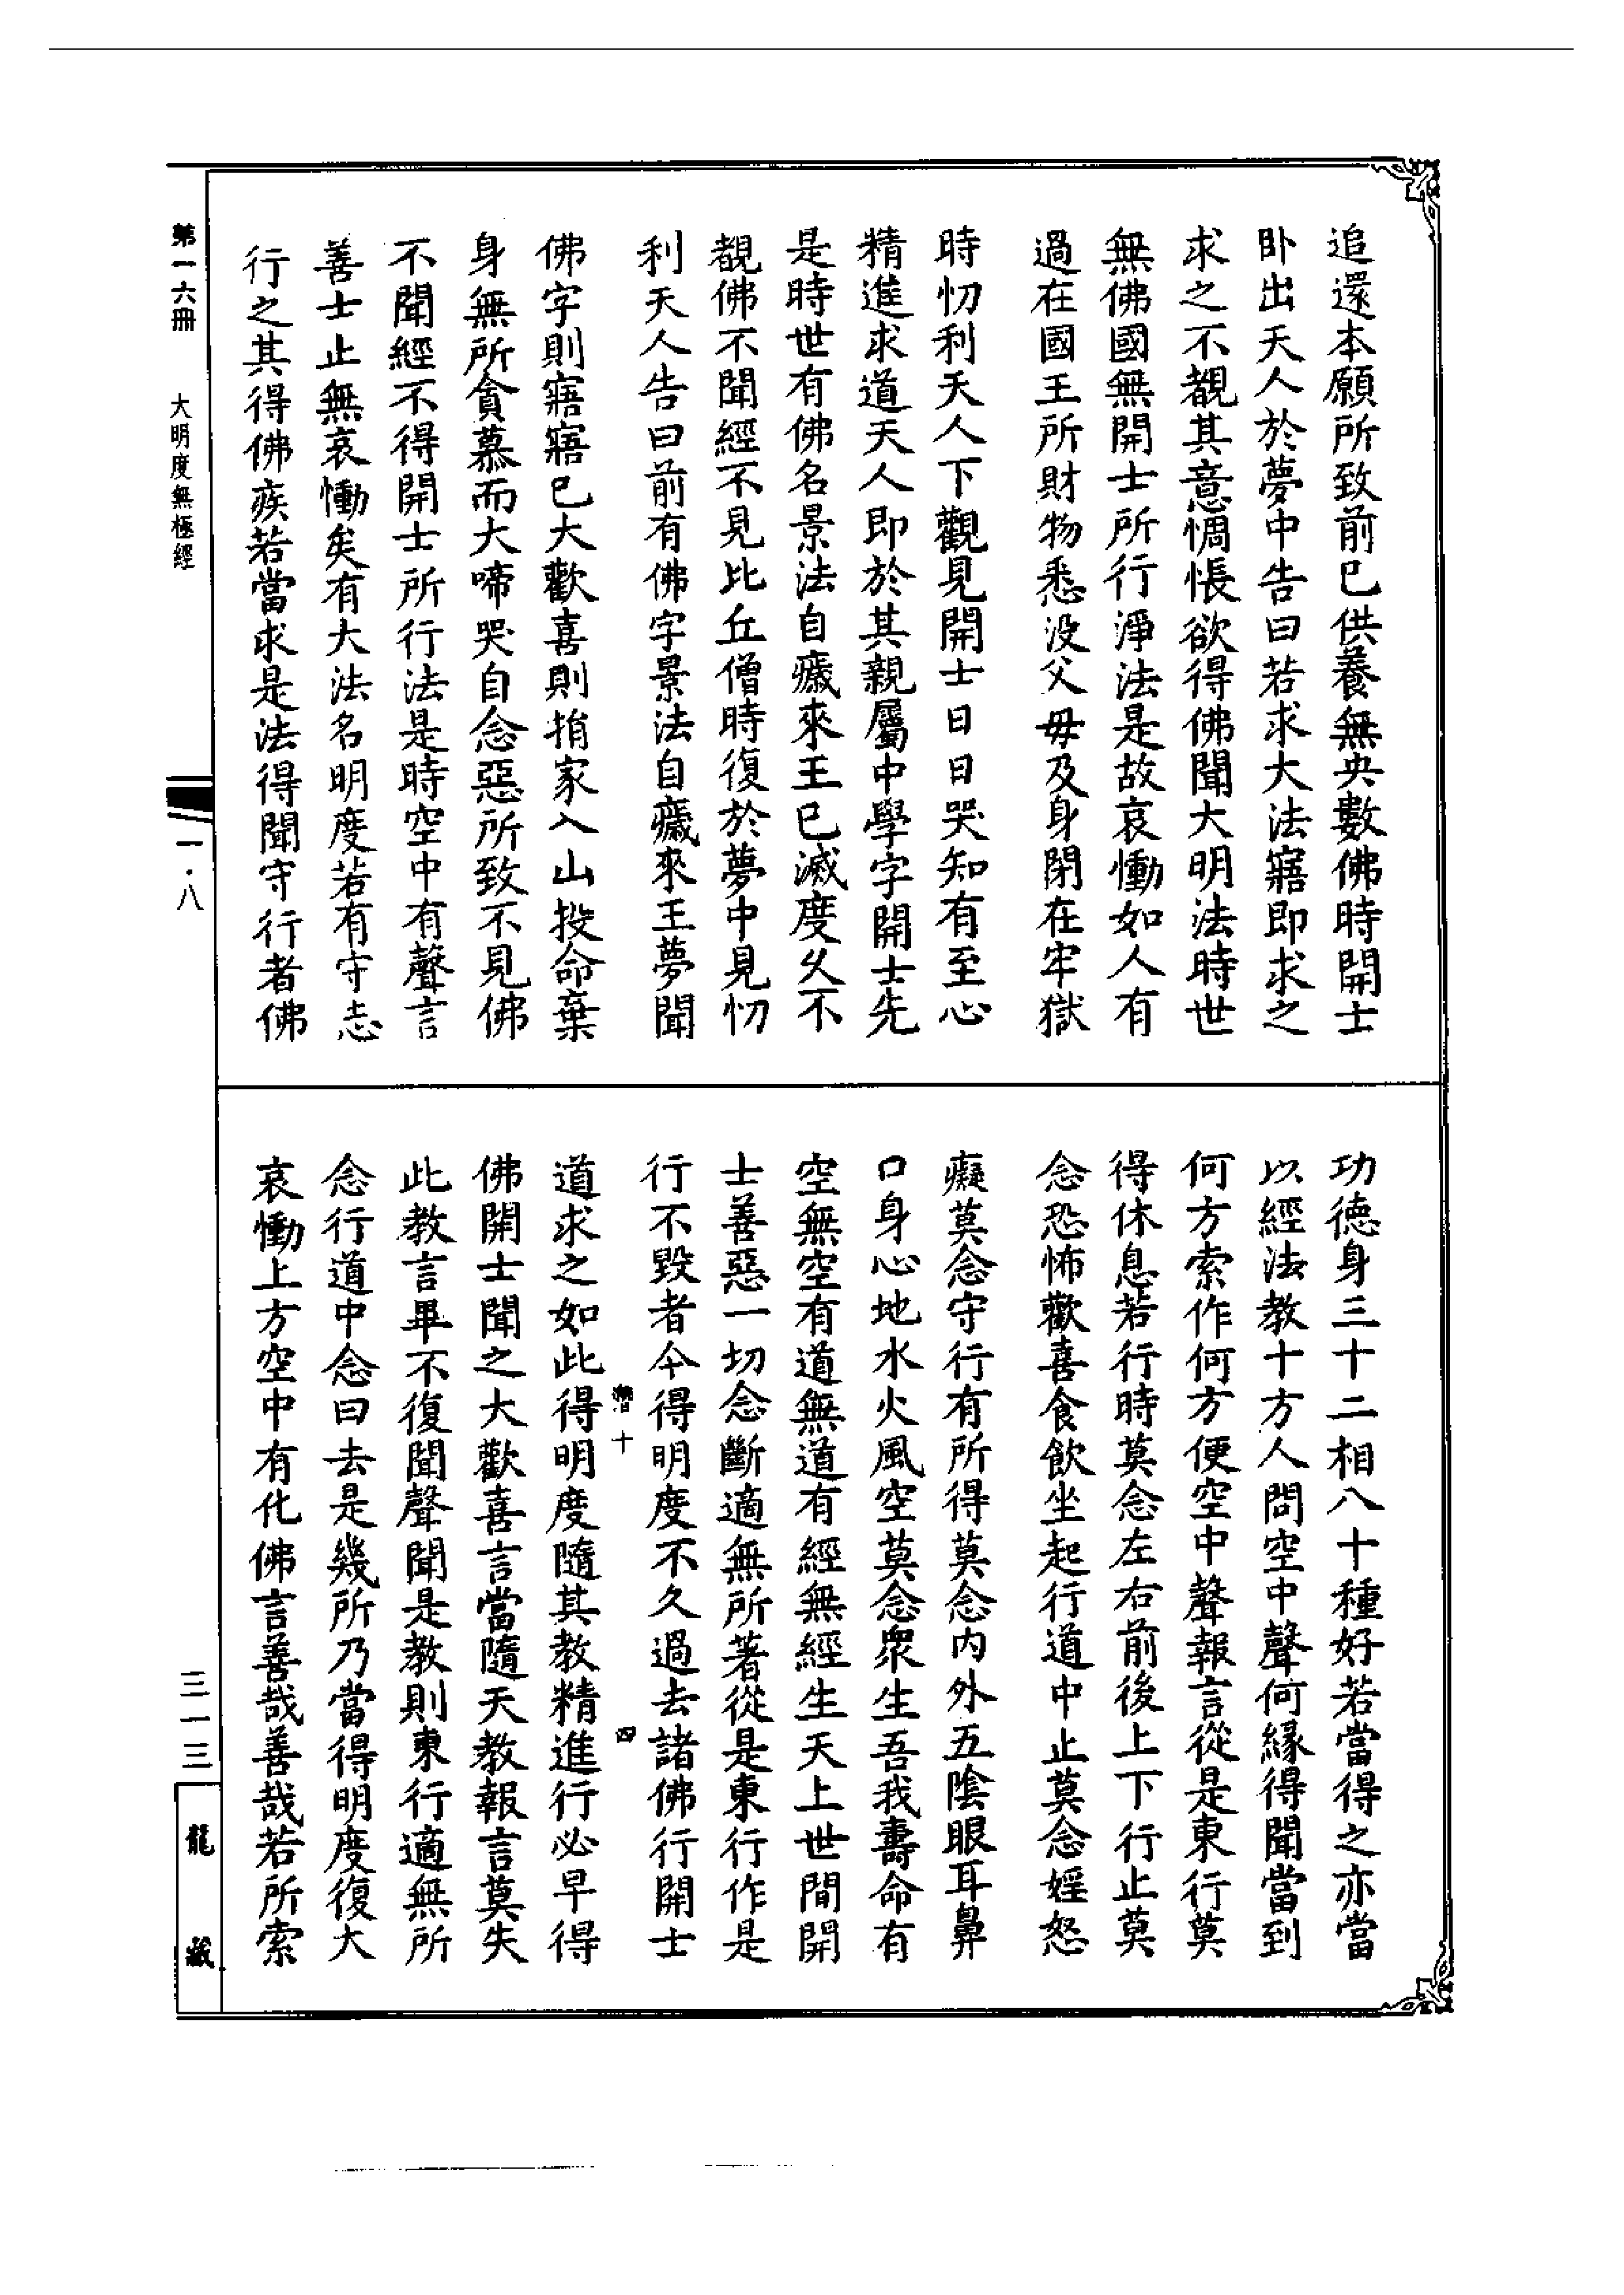 追還本願所致前已供養無央數佛時開士
臥出天人於夢中告曰若求大法寤即求之
求之不覩其意惆悵欲得佛聞大明法時世
無佛國無開士所行淨法是故哀慟如人有
過在國王所財物悉沒父毋及身閉在牢獄
時忉利天人下觀見開士日日哭知有至心
精進求道天人即於其親屬中學字開士先
是時世有佛名景法自穢來王已滅度久不
覩佛不聞經不見比丘僧時復於夢中見忉
利天人告曰前有佛字景法自穢來王夢聞
佛字則寤寤已大歡喜則捐家入山投命棄
身無所貪慕而大啼哭自念惡所致不見佛
不聞經不得開士所行法是時空中有聲言
善士止無哀慟矣有大法名明度若有守志
行之其得佛疾若當求是法得聞守行者佛
功德身三十二相八十種好若當得之亦當
以經法教十方人問空中聲何緣得聞當到
何方索作何方便空中聲報言從是東行莫
得休息若行時莫念左右前後上下行止莫
念恐怖歡喜食飲坐起行道中止莫念婬怒
癡莫念守行有所得莫念內外五陰眼耳鼻
口身心地水火風空莫念眾生吾我壽命有
空無空有道無道有經無經生天上世間開
士善惡一切念斷適無所著從是東行作是
行不毀者今得明度不久過去諸佛行開士
十
四
道求之如此得明度隨其教精進行必早得
佛開士聞之大歡喜言當隨天教報言莫失
此教言畢不復聞聲聞是教則東行適無所
念行道中念曰去是幾所乃當得明度復大
哀慟上方空中有化佛言善哉善哉若所索
第一六冊
大明度無極經
一·八
三一三
龍藏